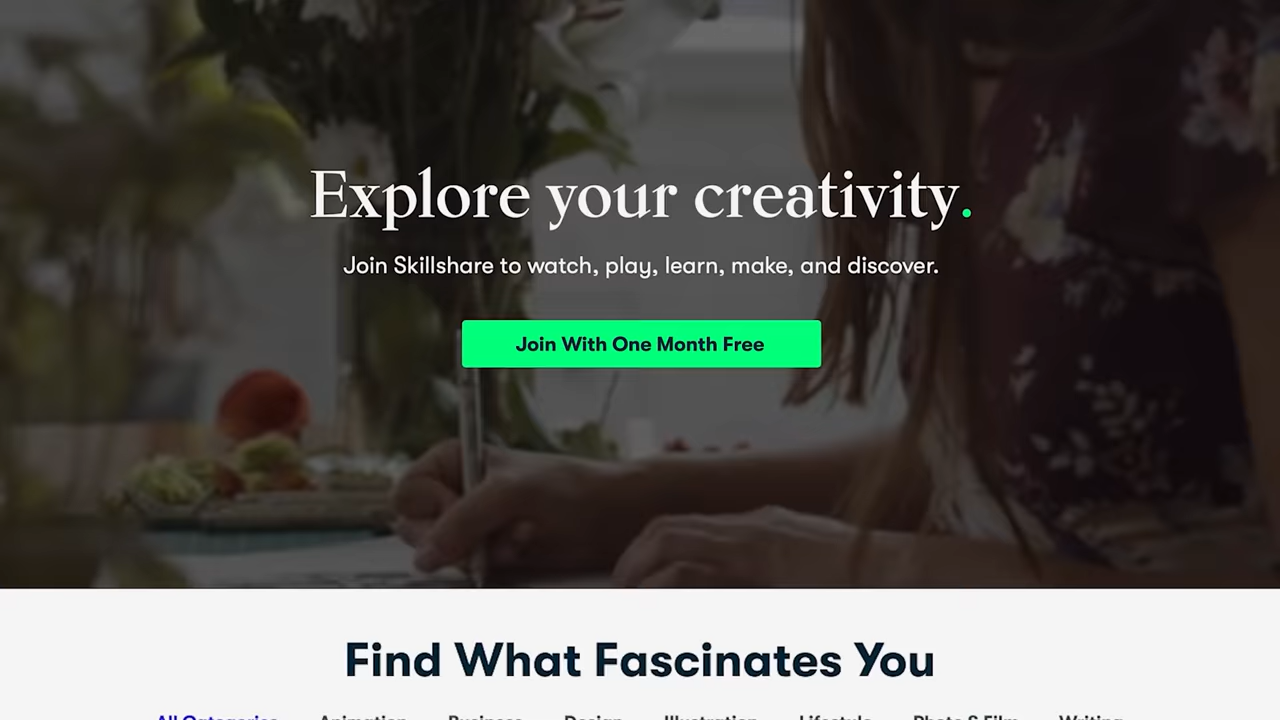 Explore your creativity.
Join Skillshare to watch, play, learn, make, and discover.
Join With One Month Free
Find What Fascinates You
All Categories Animation Business Design Illustration Lifestyle Photo & Film Writing